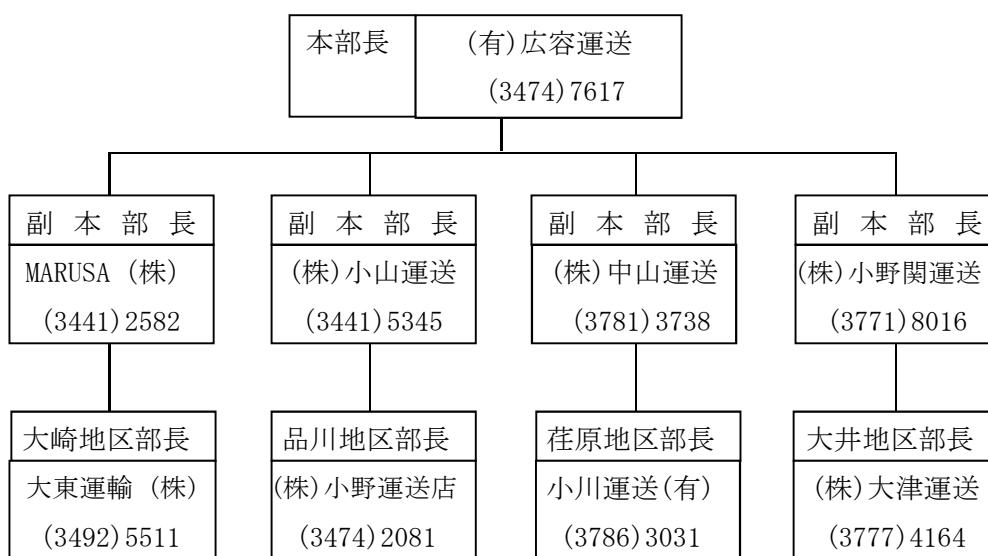 本部長 (有)広容運送
(3474)7617
副本部長 副本部長 副本部長 副本部長
MARUSA (株) (株)小山運送 (株)中山運送 (株)小野関運送
(3441)2582 (3441)5345 (3781)3738 (3771)8016
大崎地区部長 品川地区部長 荏原地区部長 大井地区部長
大東運輸 (株) (株)小野運送店 小川運送(有) (株)大津運送
(3492)5511 (3474)2081 (3786)3031 (3777)4164